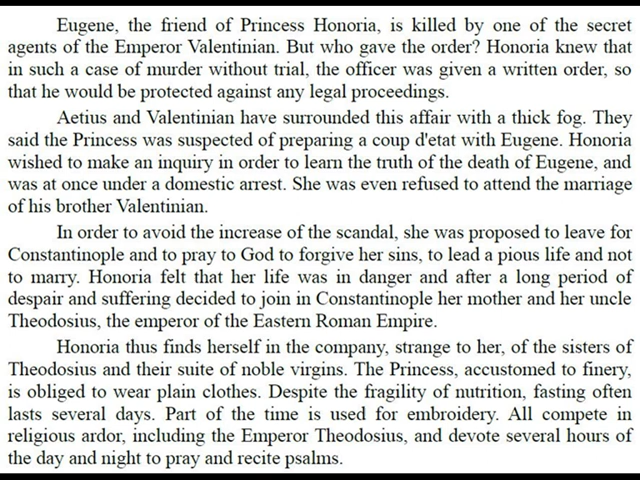 Eugene, the friend of Princess Honoria, is killed by one of the secret
agents of the Emperor Valentinian. But who gave the order? Honoria knew that
in such a case of murder without trial, the officer was given a written order, so
that he would be protected against any legal proceedings.
Aetius and Valentinian have surrounded this affair with a thick fog. They
said the Princess was suspected of preparing a coup d'etat with Eugene. Honoria
wished to make an inquiry in order to learn the truth of the death of Eugene, and
was at once under a domestic arrest. She was even refused to attend the marriage
of his brother Valentinian.
In order to avoid the increase of the scandal, she was proposed to leave for
Constantinople and to pray to God to forgive her sins, to lead a pious life and not
to marry. Honoria felt that her life was in danger and after a long period of
despair and suffering decided to join in Constantinople her mother and her uncle
Theodosius, the emperor of the Eastern Roman Empire.
Honoria thus finds herself in the company, strange to her, of the sisters of
Theodosius and their suite of noble virgins. The Princess, accustomed to finery,
is obliged to wear plain clothes. Despite the fragility of nutrition, fasting often
lasts several days. Part of the time is used for embroidery. All compete in
religious ardor, including the Emperor Theodosius, and devote several hours of
the day and night to pray and recite psalms.